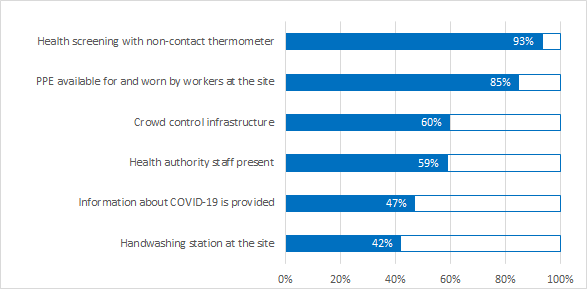 Health screening with non-contact thermometer 93%
PPE available for and worn by workers at the site 85%
Crowd control infrastructure 60%
Health authority staff present 59%
Information about COVID-19 is provided 47%
Handwashing station at the site 42%
0% 20% 40% 60% 80% 100%